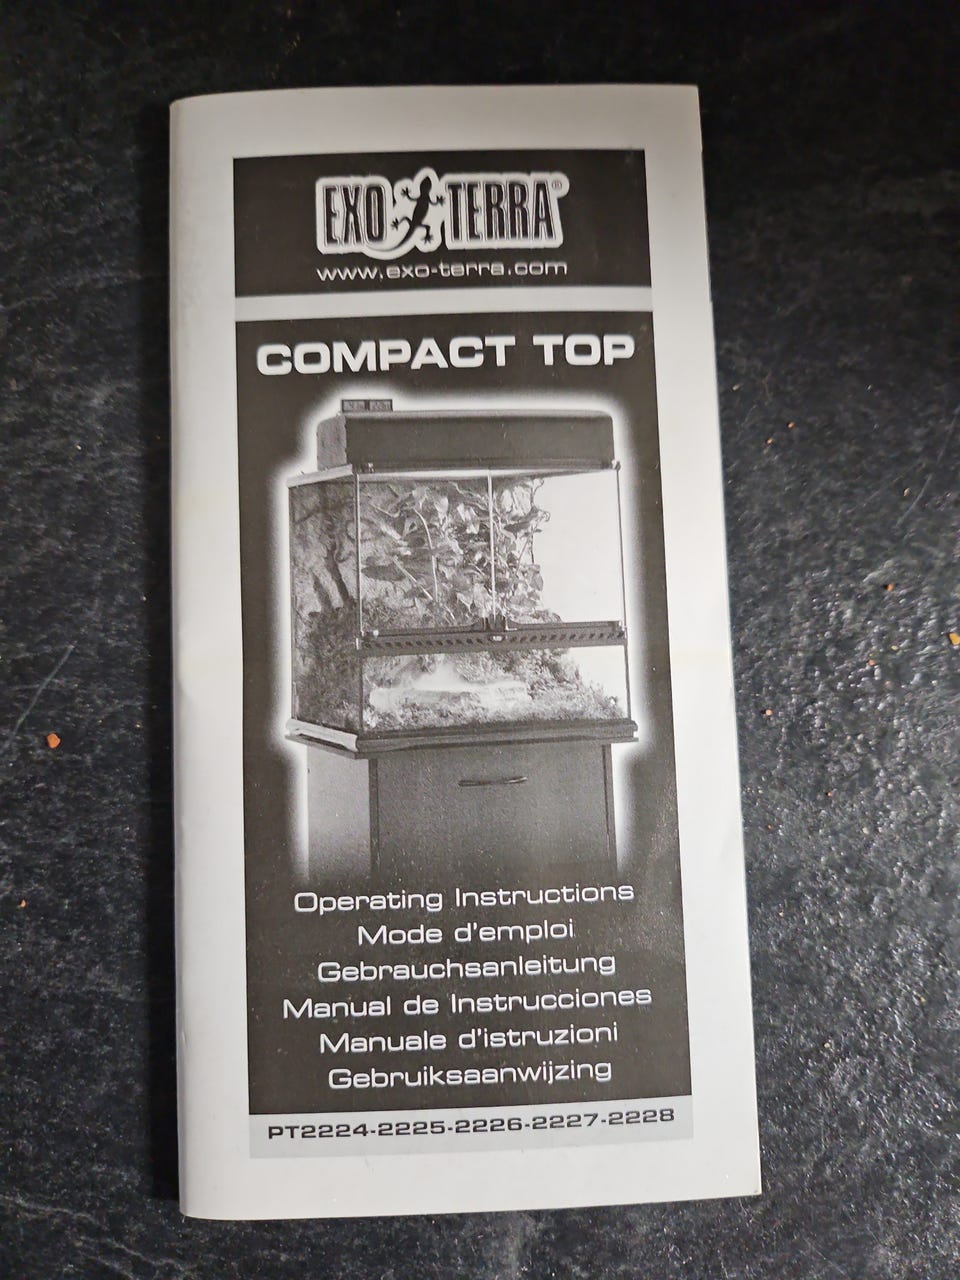 EXO TERRA®
www.exo-terra.com
COMPACT TOP
Operating Instructions
Mode d'emploi
Gebrauchsanleitung
Manual de Instrucciones
Manuale d'istruzioni
Gebruiksaanwijzing
PT2224-2225-2226-2227-2228